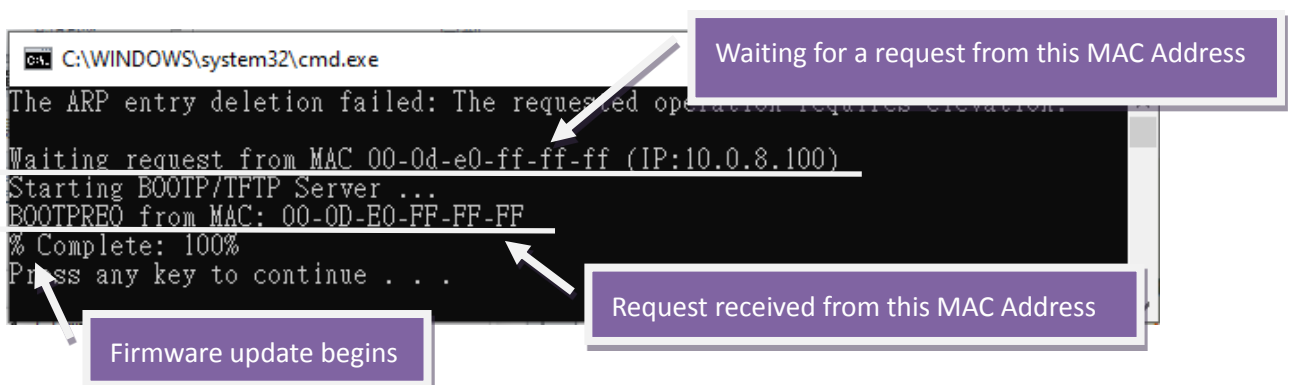 C:\WINDOWS\system32\cmd.exe
Waiting for a request from this MAC Address
The ARP entry deletion failed: The requested operation requires elevation.
Waiting request from MAC 00-0d-e0-ff-ff-ff (IP:10.0.8.100)
Starting BOOTP/TFTP Server ...
BOOTPREQ from MAC: 00-0D-E0-FF-FF-FF
% Complete: 100%
Press any key to continue . . .
Request received from this MAC Address
Firmware update begins